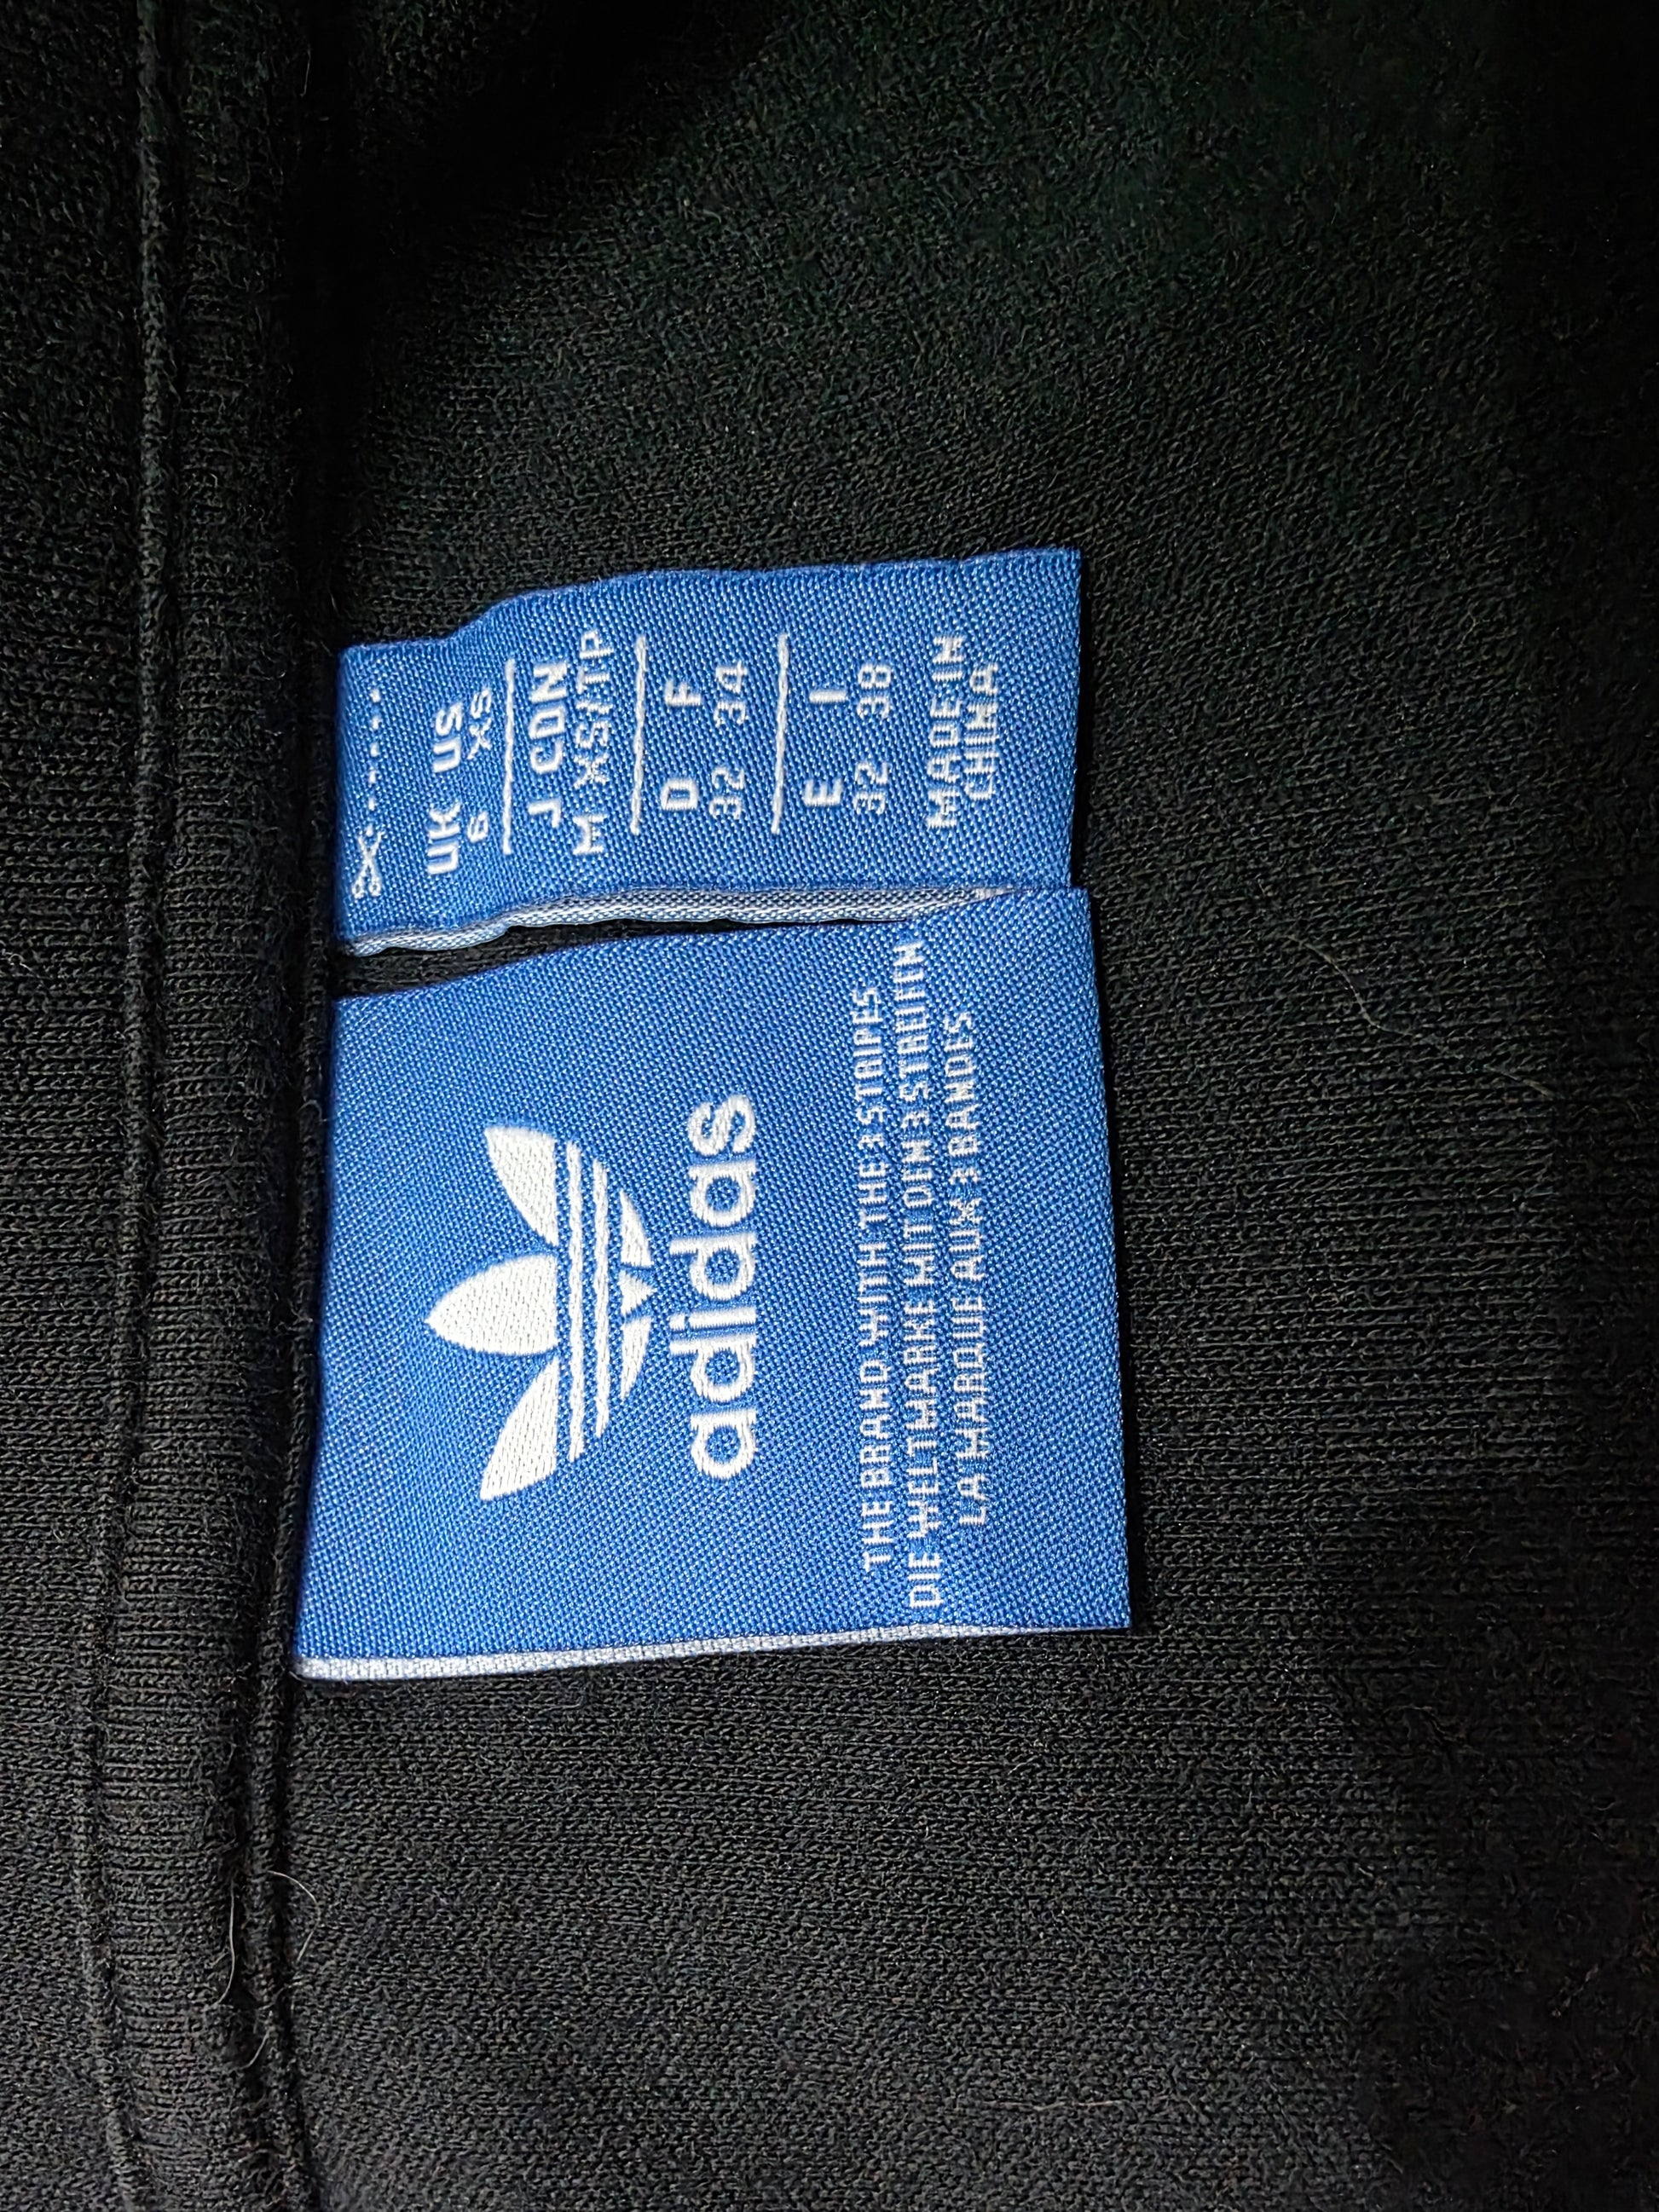 adidas
THE BRAND WITH THE 3 STRIPES
DIE WELTMARKE MIT DEN 3 STREIFEN
LA MARQUE AUX 3 BANDES
UK US
6 XS
J CDN
M XS/TP
D F
32 34
E I
32 38
MADE IN
CHINA